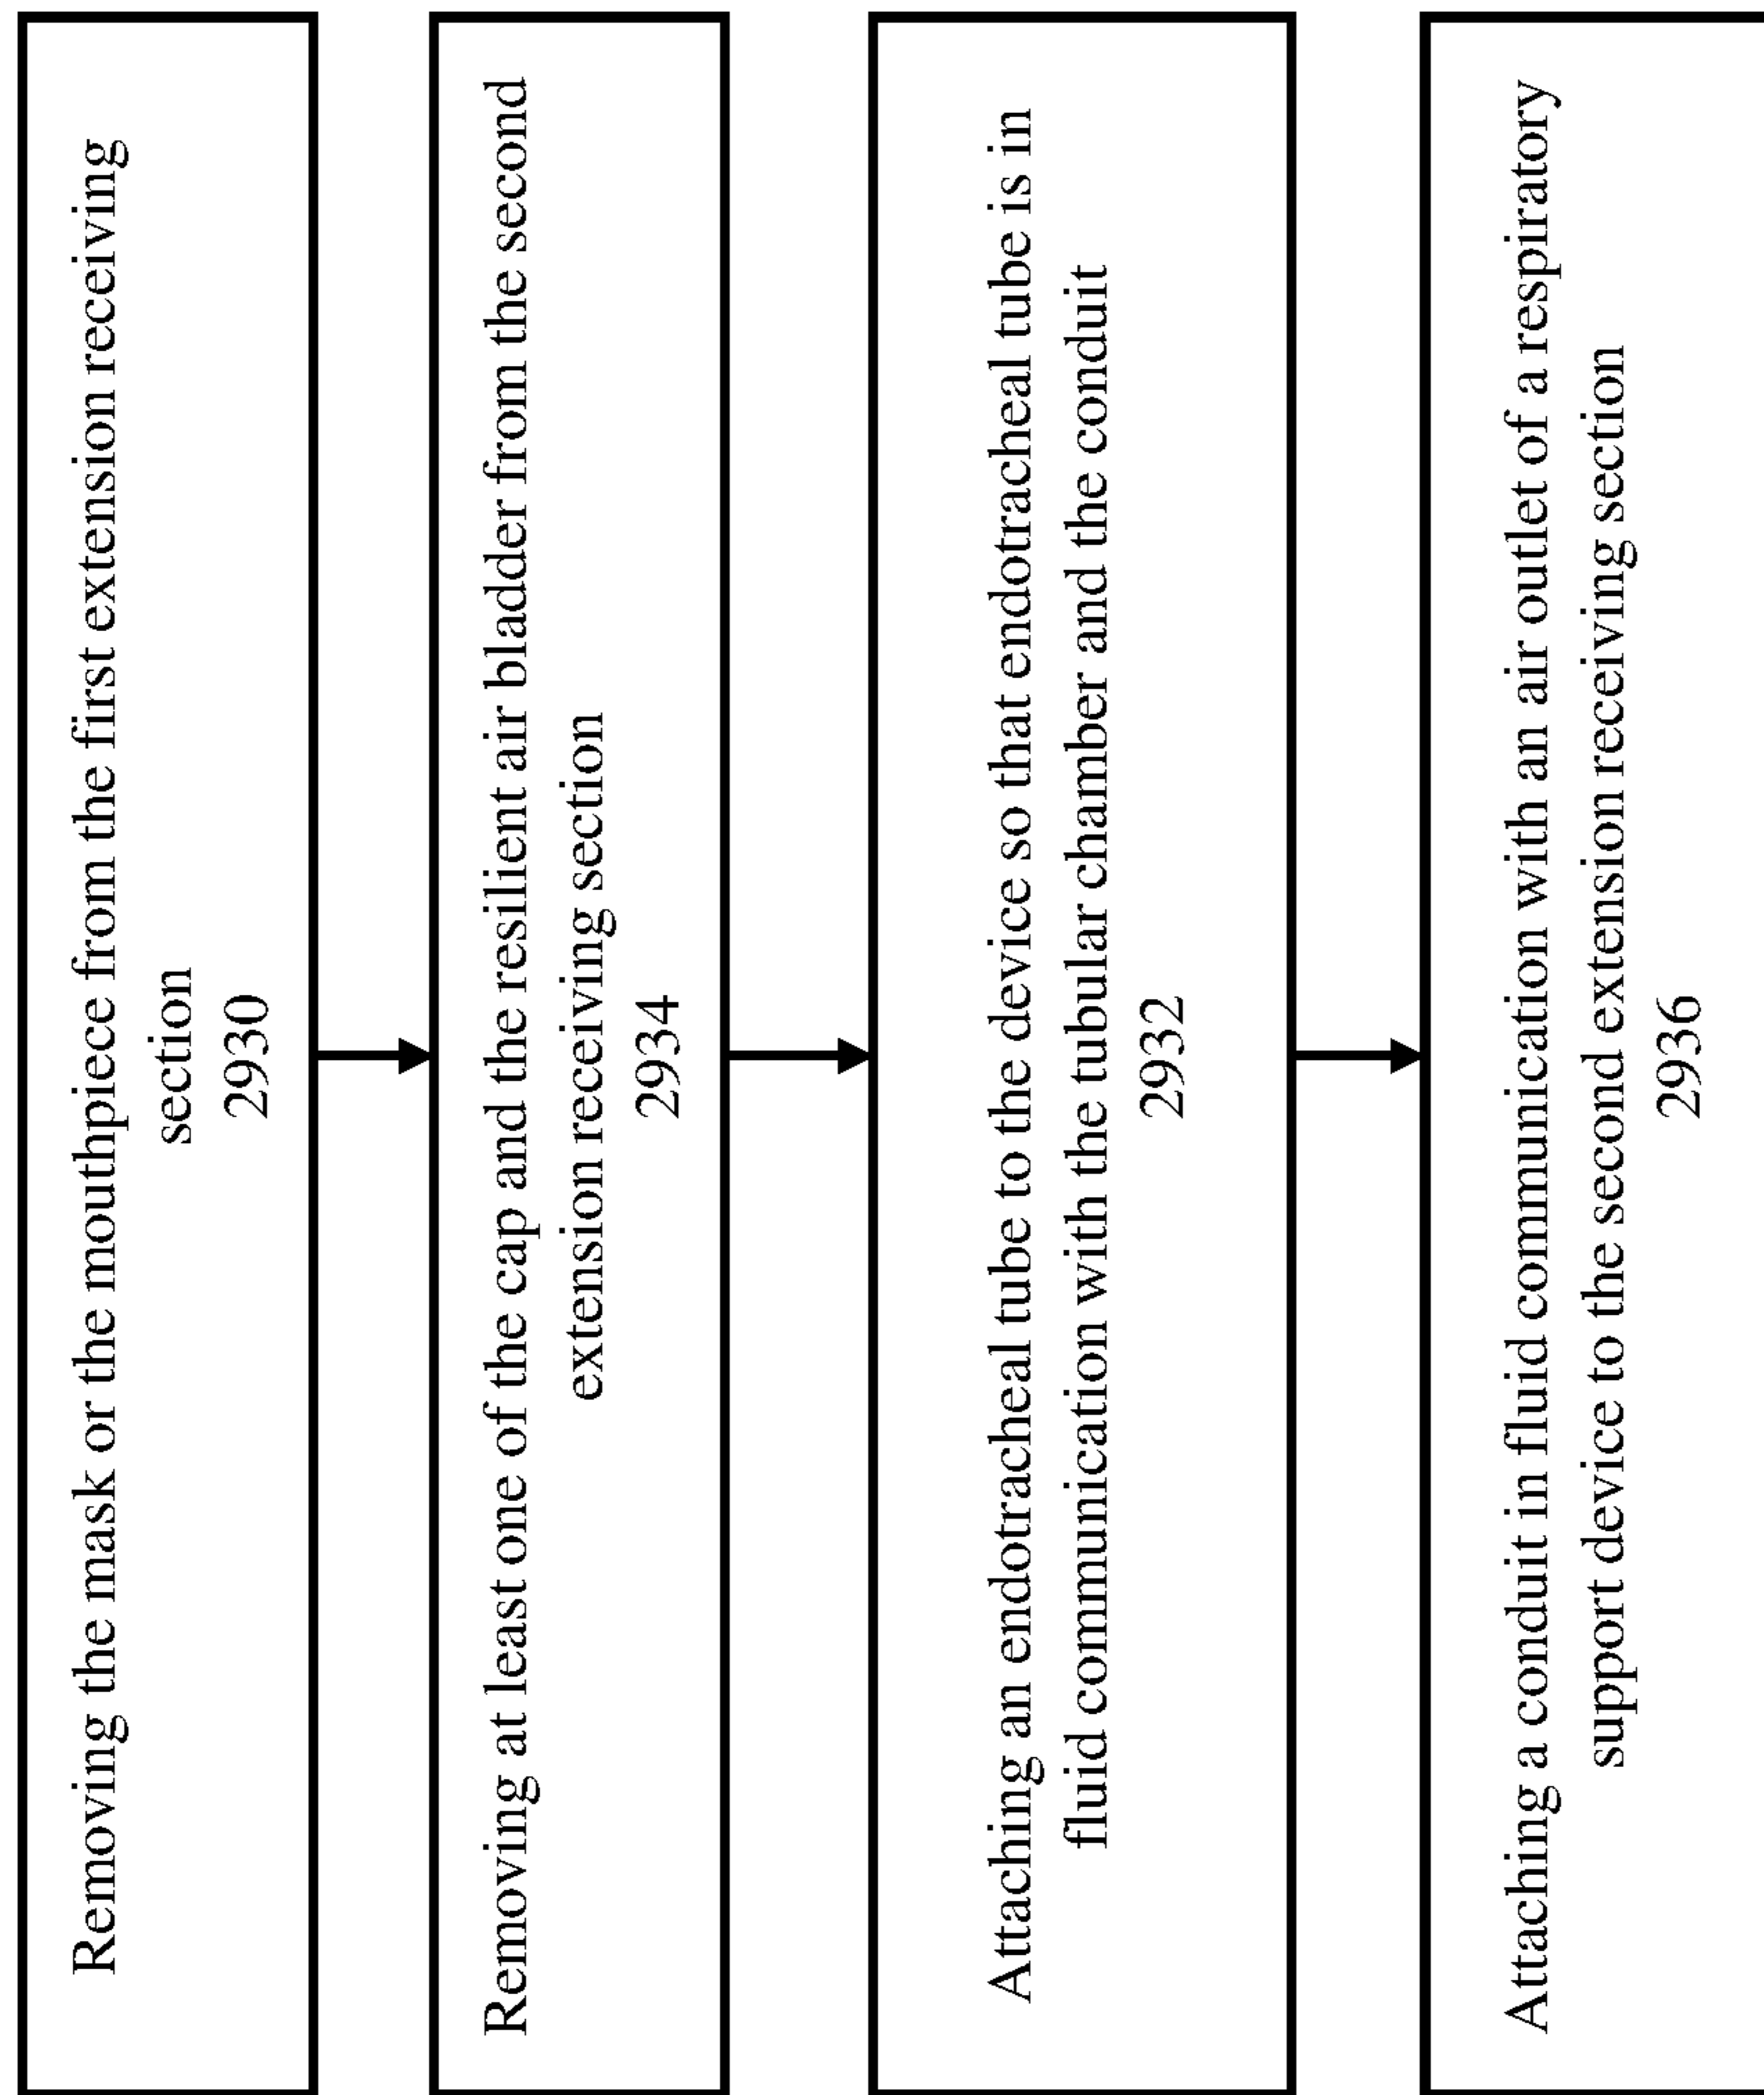 Removing the mask or the mouthpiece from the first extension receiving
section
2930
Removing at least one of the cap and the resilient air bladder from the second
extension receiving section
2934
Attaching an endotracheal tube to the device so that endotracheal tube is in
fluid communication with the tubular chamber and the conduit
2932
Attaching a conduit in fluid communication with an air outlet of a respiratory
support device to the second extension receiving section
2936